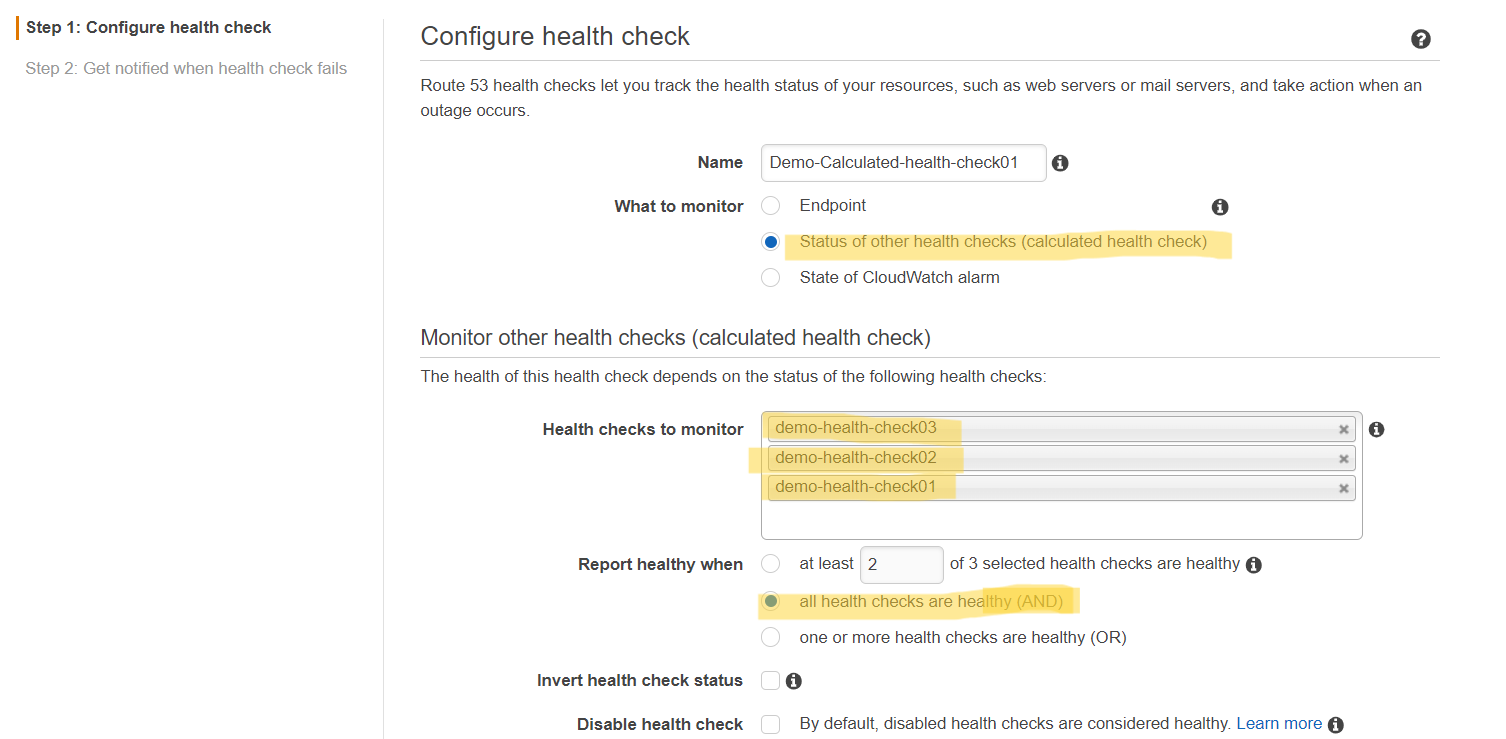 Step 1: Configure health check
Step 2: Get notified when health check fails
Configure health check
Route 53 health checks let you track the health status of your resources, such as web servers or mail servers, and take action when an
outage occurs.
Name Demo-Calculated-health-check01
What to monitor Endpoint
Status of other health checks (calculated health check)
State of CloudWatch alarm
Monitor other health checks (calculated health check)
The health of this health check depends on the status of the following health checks:
Health checks to monitor demo-health-check03
demo-health-check02
demo-health-check01
Report healthy when at least 2 of 3 selected health checks are healthy
all health checks are healthy (AND)
one or more health checks are healthy (OR)
Invert health check status
Disable health check By default, disabled health checks are considered healthy. Learn more